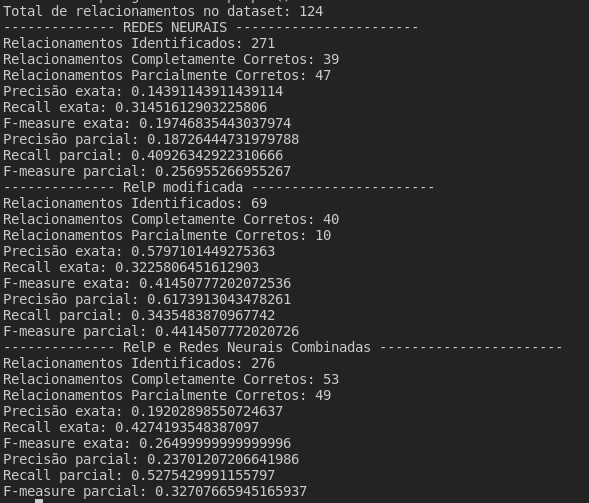 Total de relacionamentos no dataset: 124
-------------- REDES NEURAIS -----------------------
Relacionamentos Identificados: 271
Relacionamentos Completamente Corretos: 39
Relacionamentos Parcialmente Corretos: 47
Precisão exata: 0.14391143911439114
Recall exata: 0.31451612903225806
F-measure exata: 0.19746835443037974
Precisão parcial: 0.18726444731979788
Recall parcial: 0.40926342922310666
F-measure parcial: 0.256955266955267
-------------- RelP modificada -----------------------
Relacionamentos Identificados: 69
Relacionamentos Completamente Corretos: 40
Relacionamentos Parcialmente Corretos: 10
Precisão exata: 0.5797101449275363
Recall exata: 0.3225806451612903
F-measure exata: 0.41450777202072536
Precisão parcial: 0.6173913043478261
Recall parcial: 0.3435483870967742
F-measure parcial: 0.4414507772020726
-------------- RelP e Redes Neurais Combinadas -----------------------
Relacionamentos Identificados: 276
Relacionamentos Completamente Corretos: 53
Relacionamentos Parcialmente Corretos: 49
Precisão exata: 0.19202898550724637
Recall exata: 0.4274193548387097
F-measure exata: 0.26499999999999996
Precisão parcial: 0.23701207206641986
Recall parcial: 0.5275429991155797
F-measure parcial: 0.32707665945165937